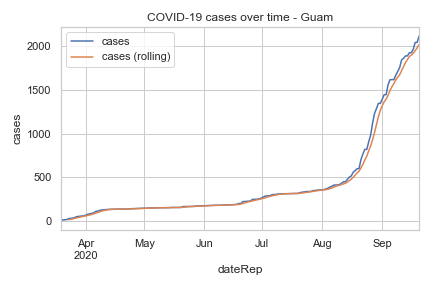 COVID-19 cases over time - Guam
cases
cases (rolling)
2000
1500
1000
500
0
cases
Apr
2020
May
Jun
Jul
Aug
Sep
dateRep